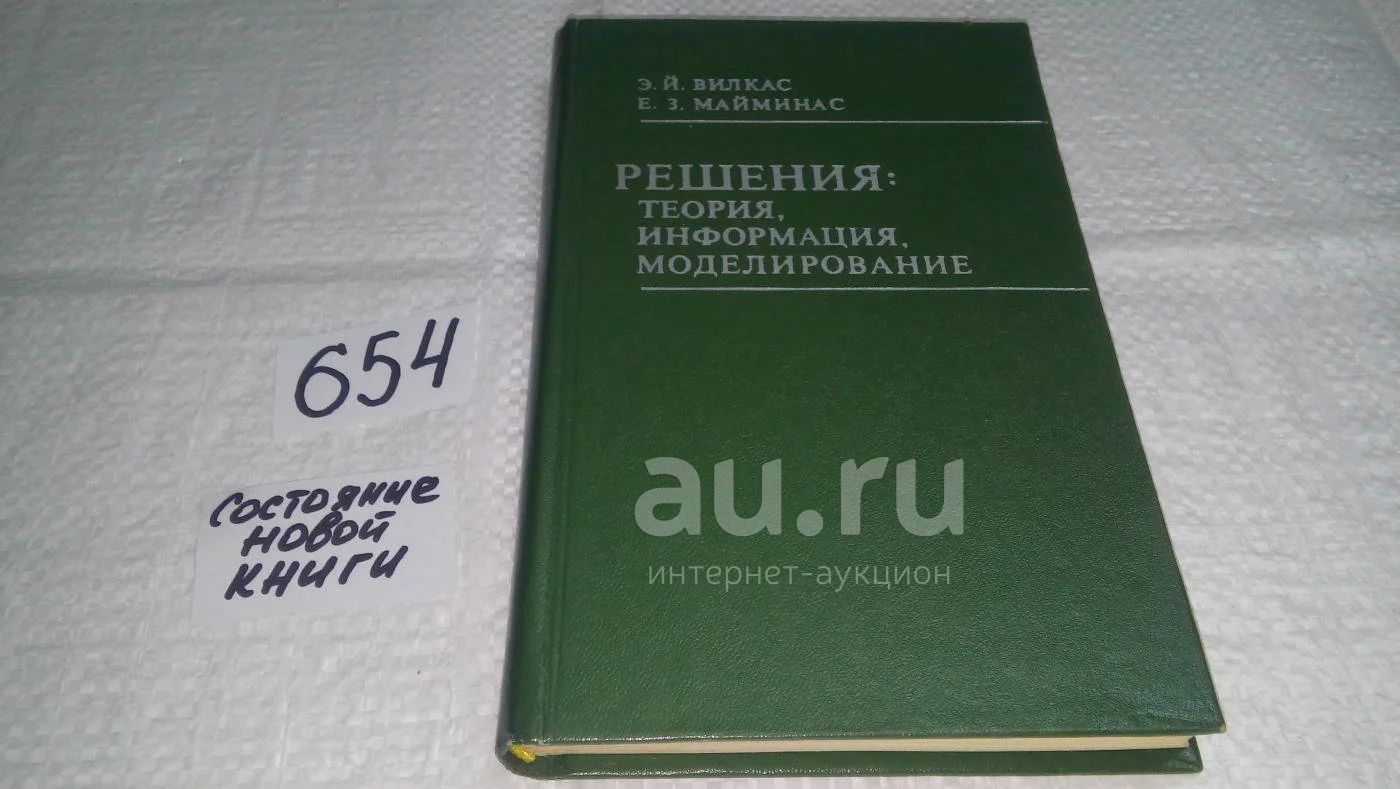 Э. Й. ВИЛКАС
Е. З. МАЙМИНАС
РЕШЕНИЯ:
ТЕОРИЯ,
ИНФОРМАЦИЯ,
МОДЕЛИРОВАНИЕ
654
состояние
новой
книги
au.ru
интернет-аукцион